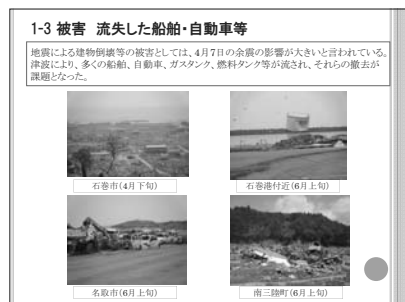 1-3 被害 流失した船舶・自動車等
地震による建物倒壊等の被害としては、4月7日の余震の影響が大きいと言われている。
津波により、多くの船舶、自動車、ガスタンク、燃料タンク等が流され、それらの撤去が
課題となった。
石巻市(4月下旬)
石巻港付近(6月上旬)
名取市(6月上旬)
南三陸町(6月上旬)